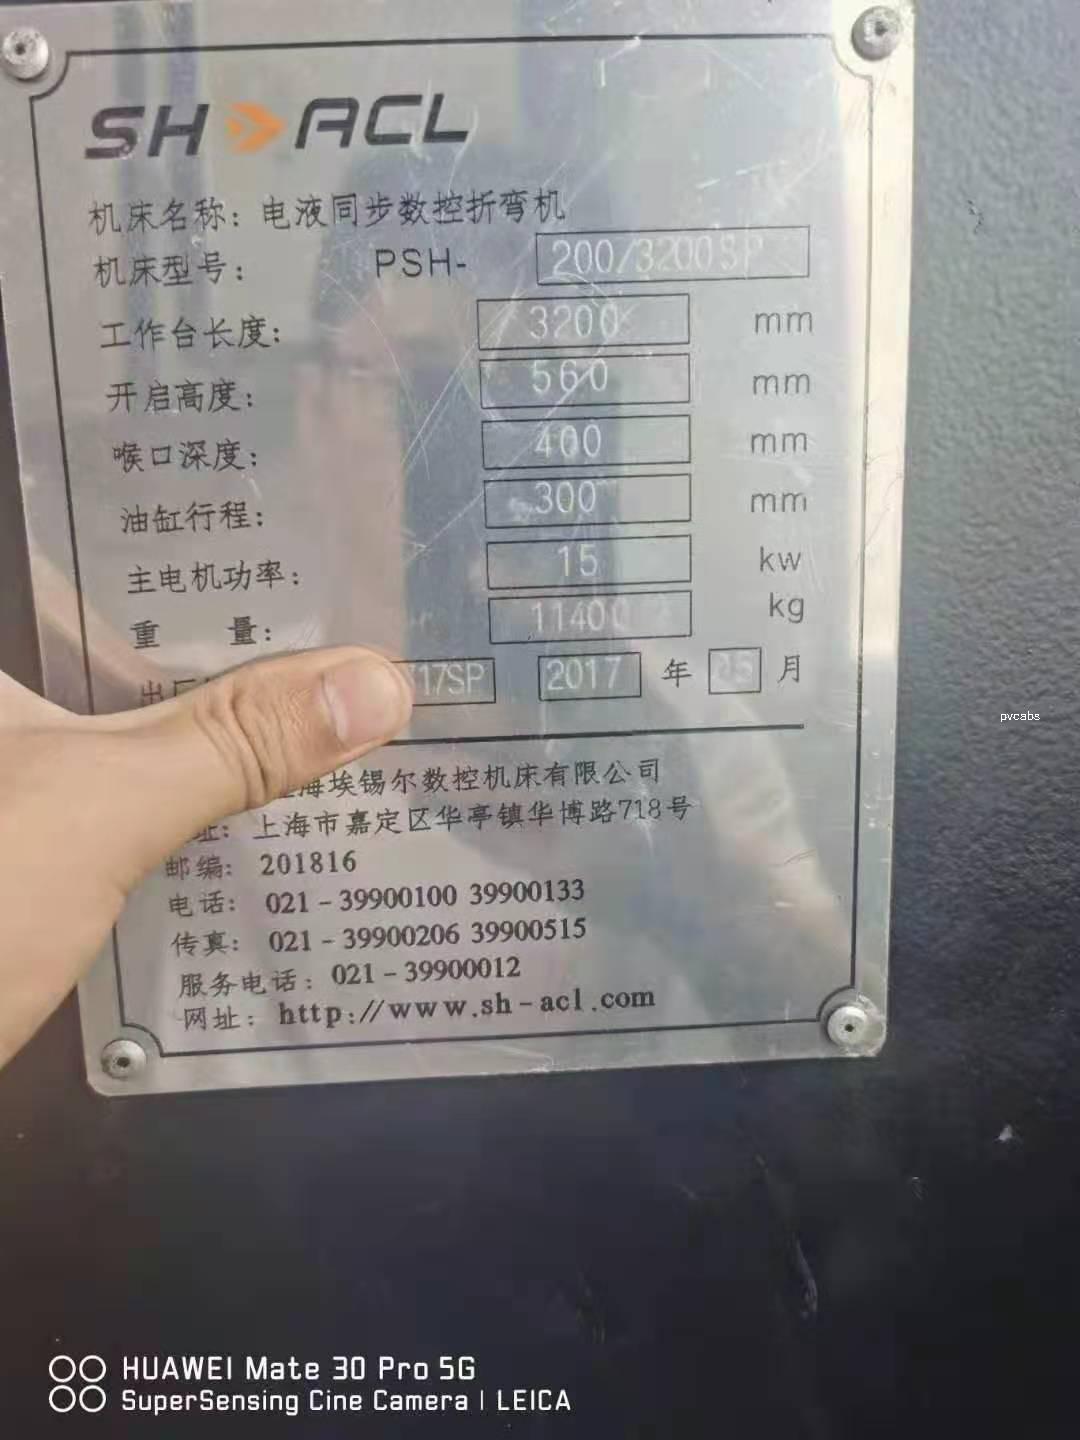 SH ACL
机床名称: 电液同步数控折弯机
机床型号: PSH- 200/3200SP
工作台长度: 3200 mm
开启高度: 560 mm
喉口深度: 400 mm
油缸行程: 300 mm
主电机功率: 15 kw
重 量: 11400 kg
17SP 2017 年 月
海埃锡尔数控机床有限公司
址: 上海市嘉定区华亭镇华博路718号
邮编: 201816
电话: 021-39900100 39900133
传真: 021-39900206 39900515
服务电话: 021-39900012
网址: http://www.sh-acl.com
pvcabs
HUAWEI Mate 30 Pro 5G
SuperSensing Cine Camera | LEICA